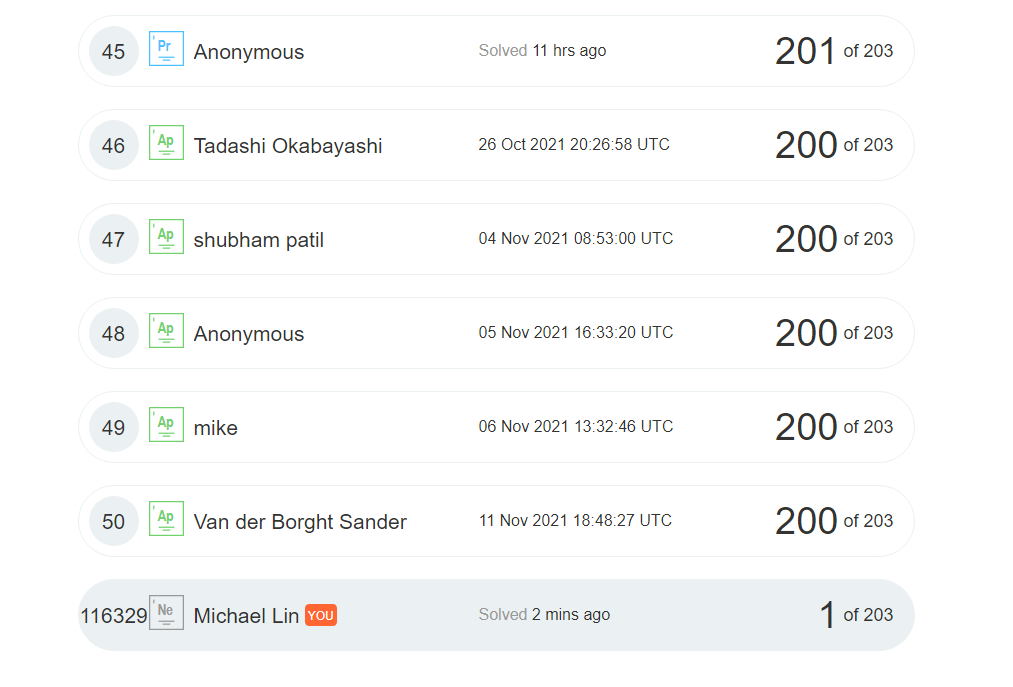 45 Pr Anonymous Solved 11 hrs ago 201 of 203
46 Ap Tadashi Okabayashi 26 Oct 2021 20:26:58 UTC 200 of 203
47 Ap shubham patil 04 Nov 2021 08:53:00 UTC 200 of 203
48 Ap Anonymous 05 Nov 2021 16:33:20 UTC 200 of 203
49 Ap mike 06 Nov 2021 13:32:46 UTC 200 of 203
50 Ap Van der Borght Sander 11 Nov 2021 18:48:27 UTC 200 of 203
116329 Ne Michael Lin YOU Solved 2 mins ago 1 of 203